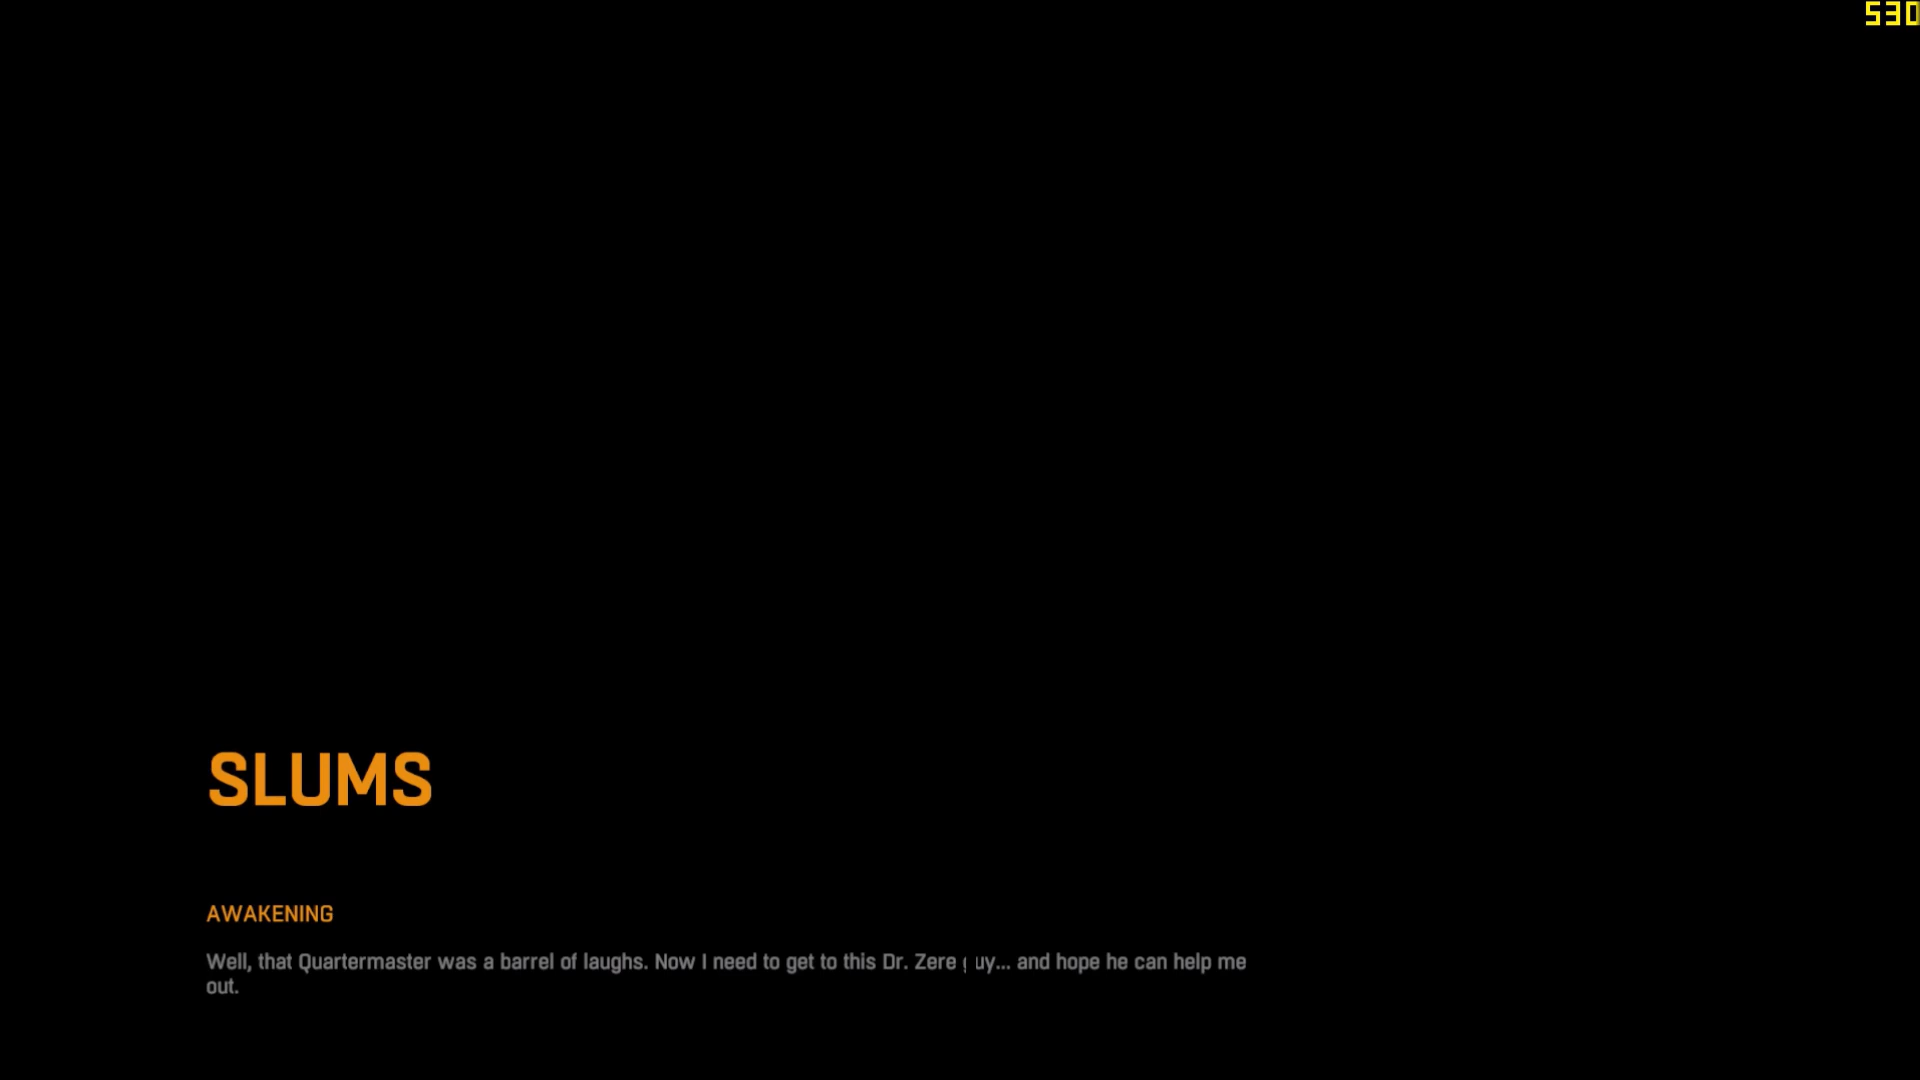 530
SLUMS
AWAKENING
Well, that Quartermaster was a barrel of laughs. Now I need to get to this Dr. Zere guy... and hope he can help me
out.